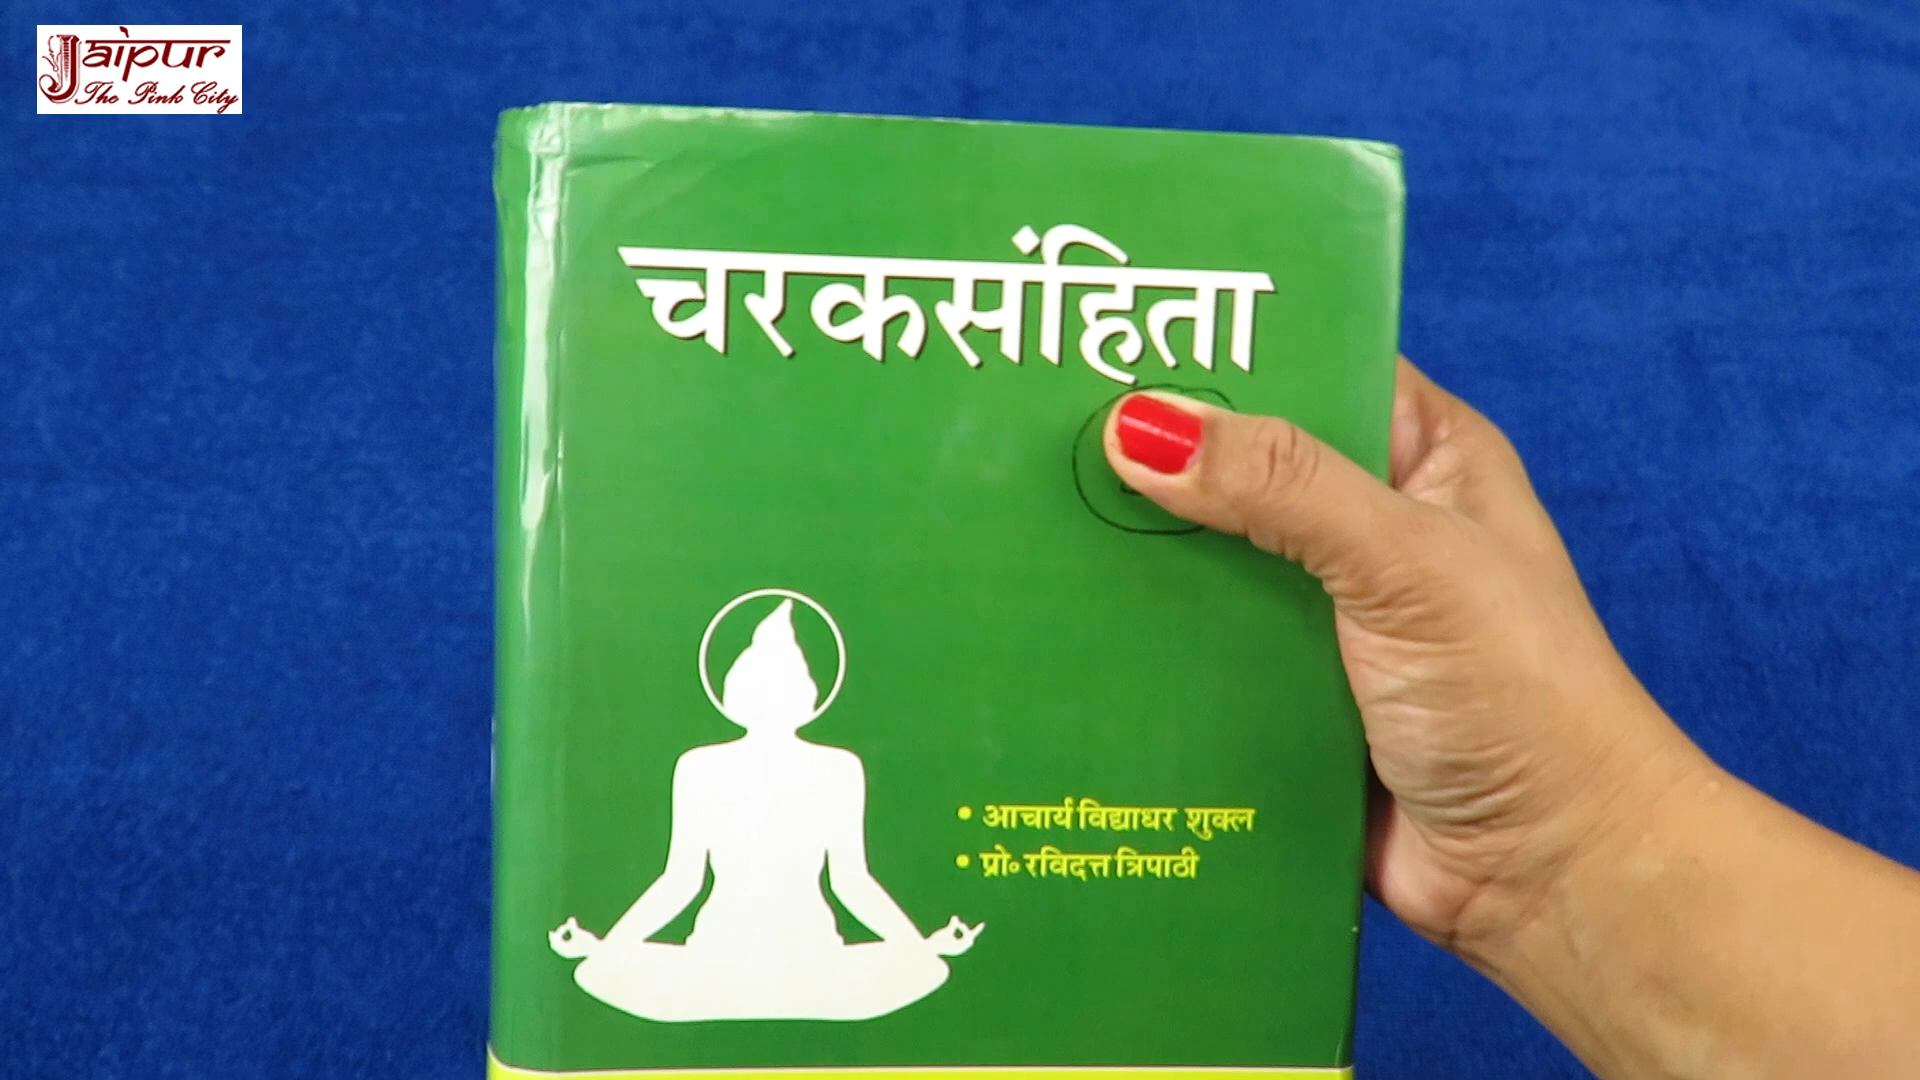 Jaipur
The Pink City
चरकसंहिता
• आचार्य विद्याधर शुक्ल
• प्रो॰ रविदत्त त्रिपाठी